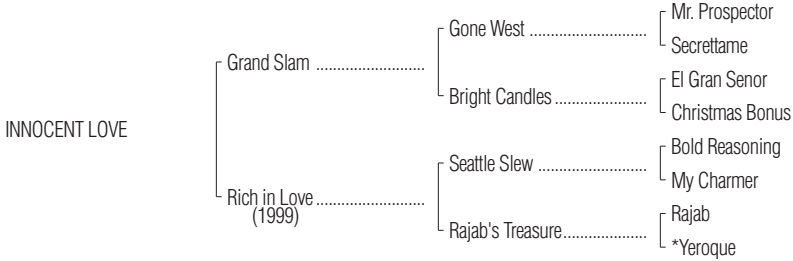 Mr. Prospector
Gone West ............................
Secrettame
Grand Slam ..........................
El Gran Senor
Bright Candles ......................
Christmas Bonus
INNOCENT LOVE
Bold Reasoning
Seattle Slew ..........................
My Charmer
Rich in Love ..........................
(1999)
Rajab
Rajab's Treasure....................
*Yeroque